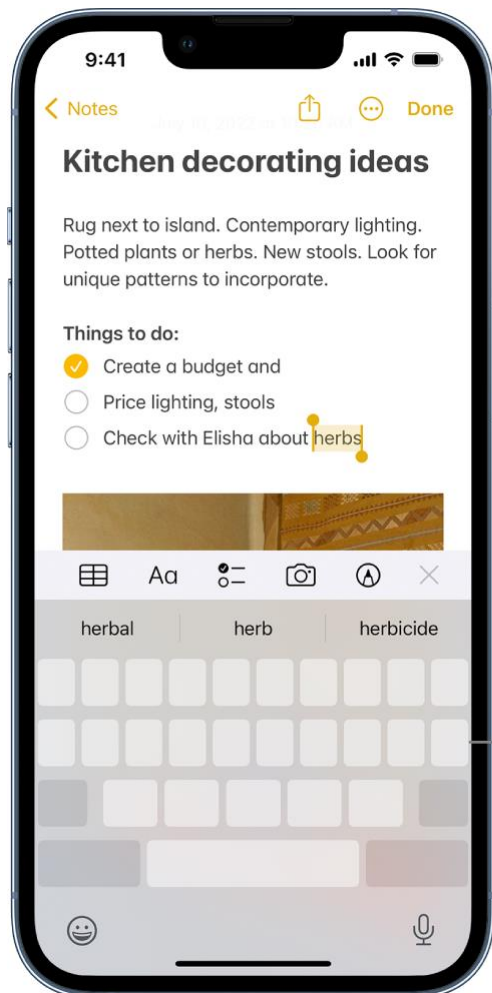 9:41
Notes
Done
Kitchen decorating ideas
Rug next to island. Contemporary lighting.
Potted plants or herbs. New stools. Look for
unique patterns to incorporate.
Things to do:
Create a budget and
Price lighting, stools
Check with Elisha about herbs
Aa
herbal herb herbicide